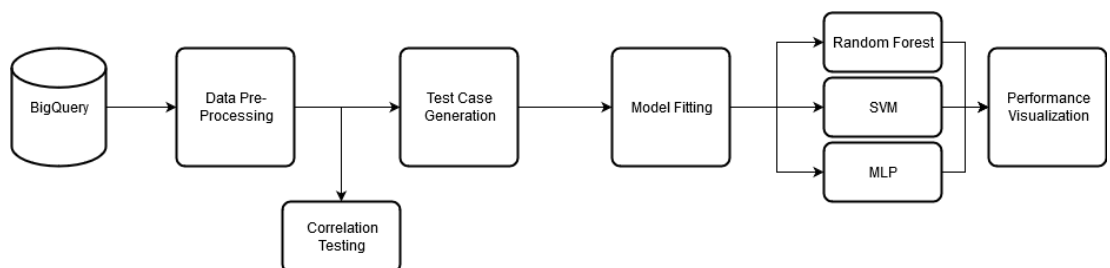 BigQuery
Data Pre-
Processing
Correlation
Testing
Test Case
Generation
Model Fitting
Random Forest
SVM
MLP
Performance
Visualization